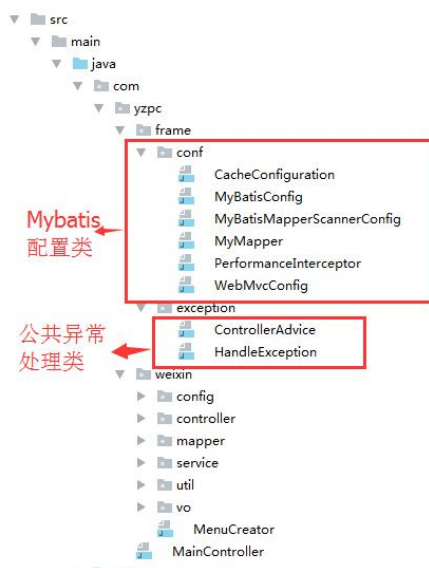 src
main
java
com
yzpc
frame
conf
CacheConfiguration
MyBatisConfig
MyBatisMapperScannerConfig
MyMapper
PerformanceInterceptor
WebMvcConfig
Mybatis
配置类
exception
ControllerAdvice
HandleException
公共异常
处理类
weixin
config
controller
mapper
service
util
vo
MenuCreator
MainController